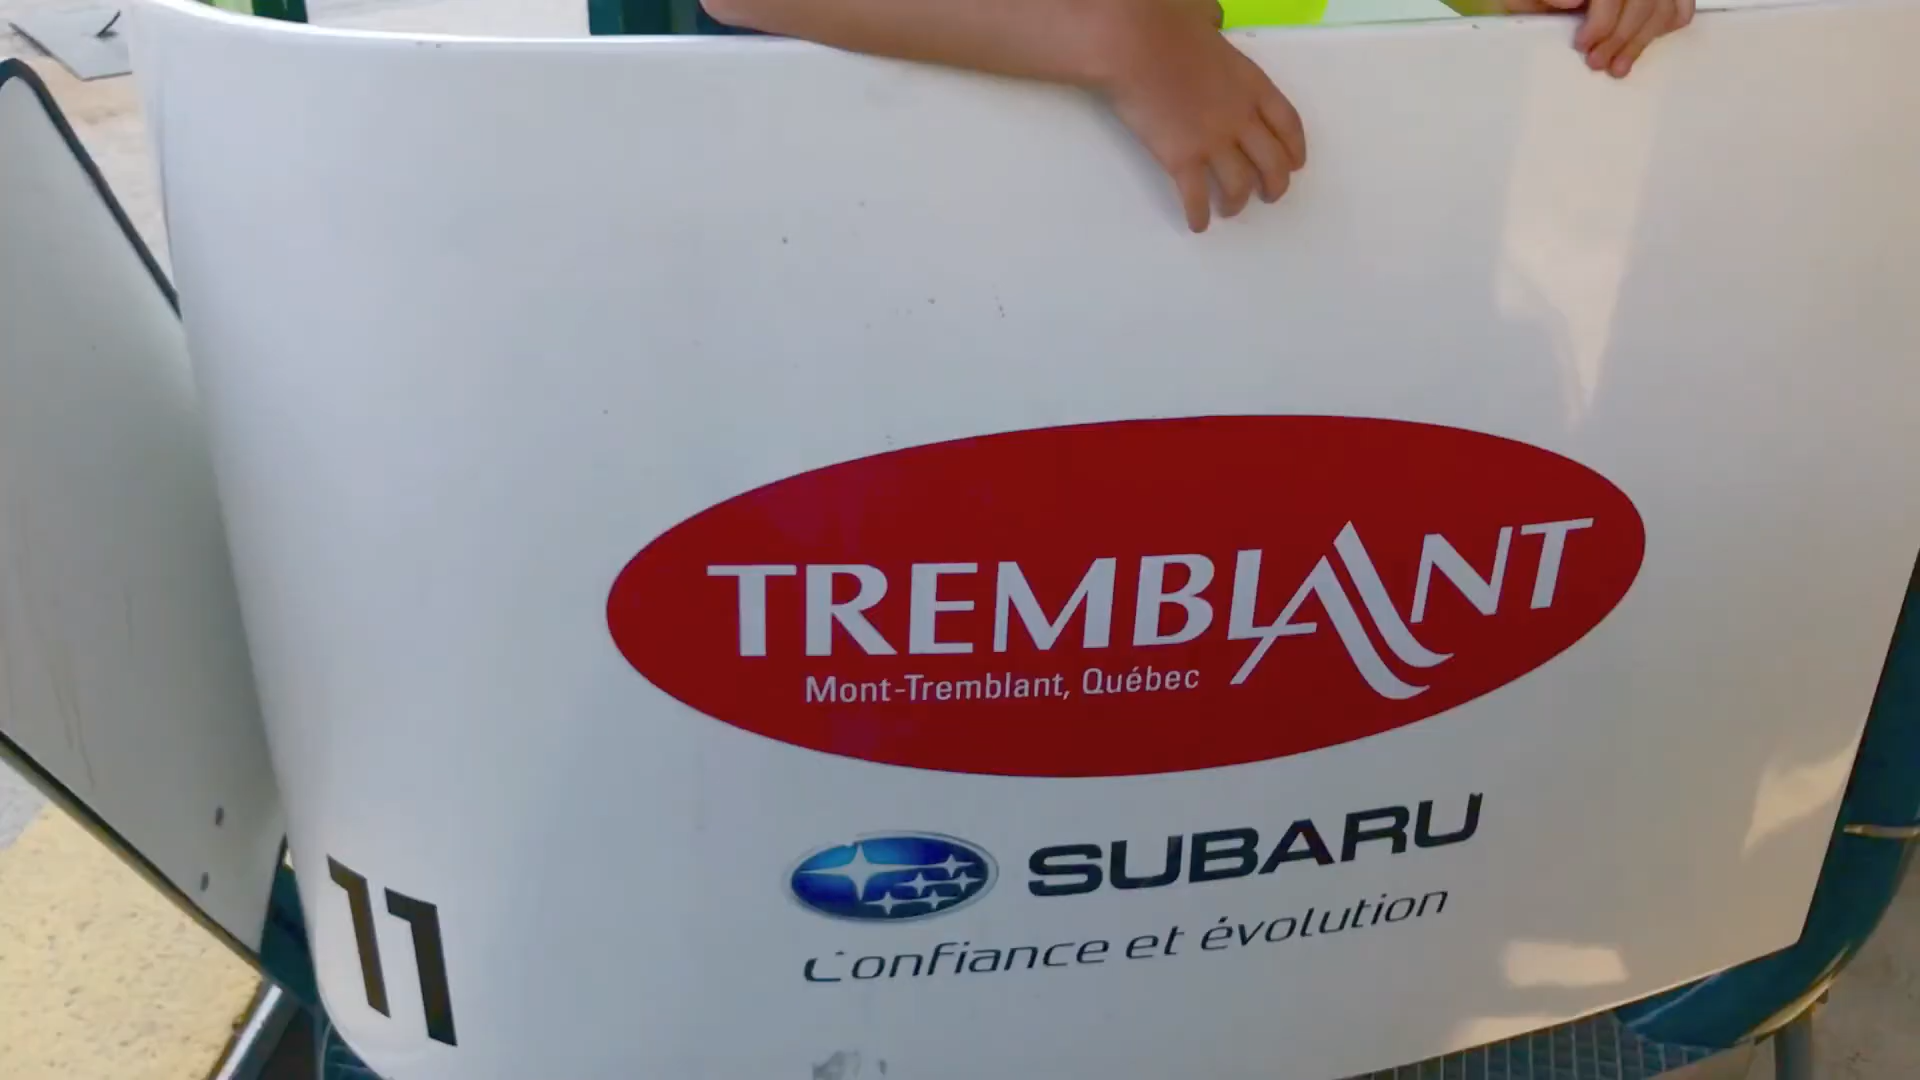 TREMBLANT
Mont-Tremblant, Québec
SUBARU
Confiance et évolution
11